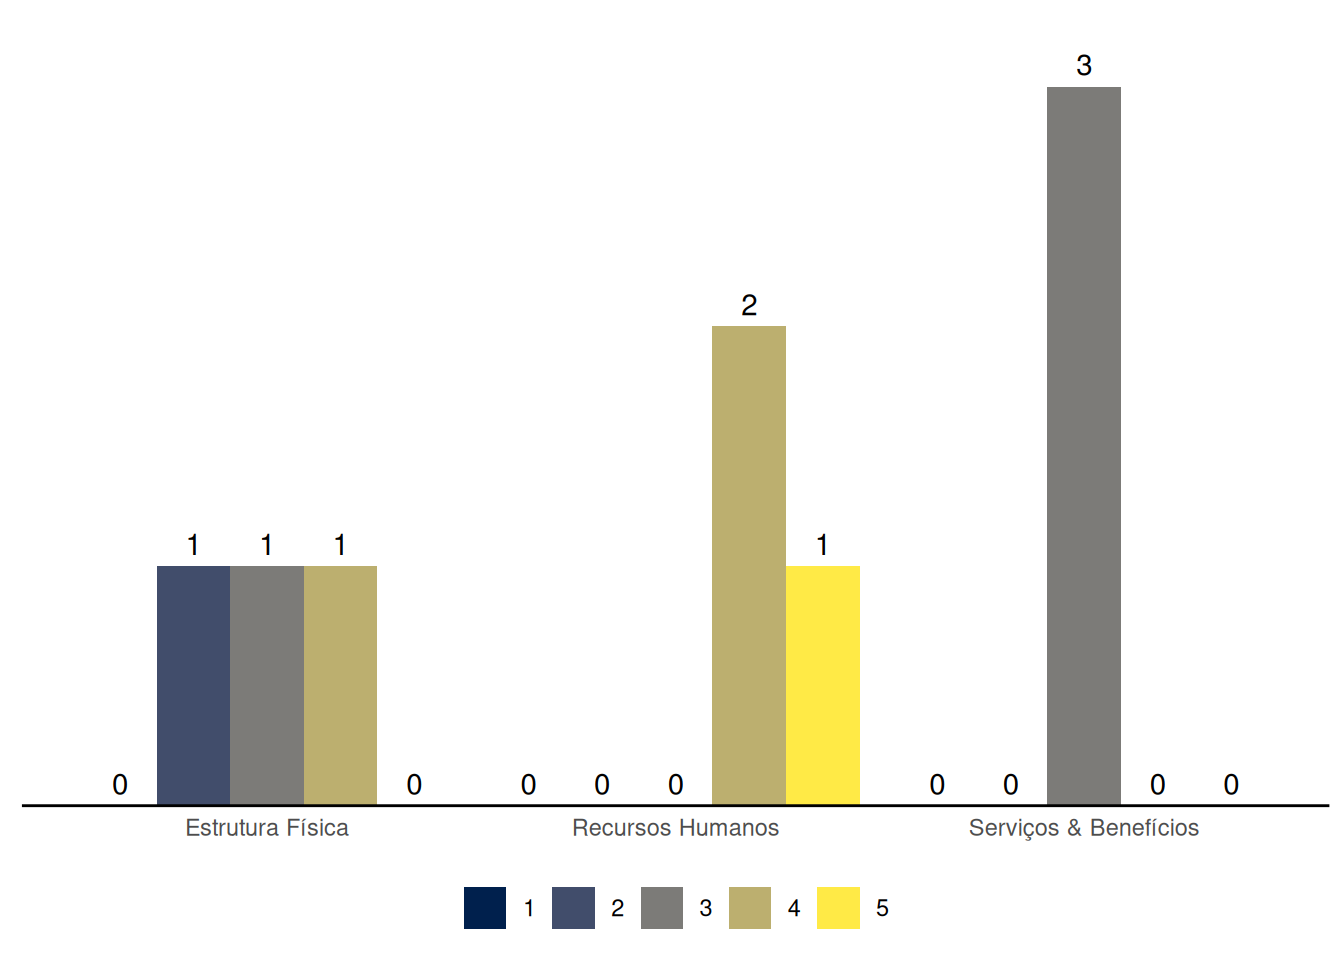 3
2
1 1 1 1
0 0 0 0 0 0 0 0 0
Estrutura Física Recursos Humanos Serviços & Benefícios
1 2 3 4 5